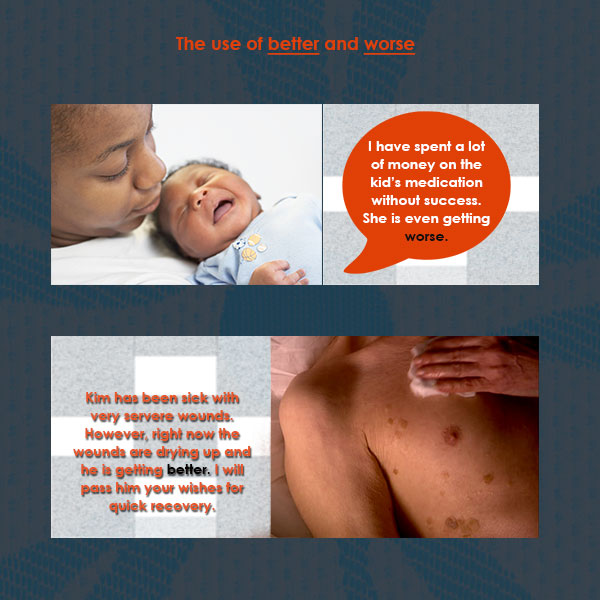 The use of better and worse
I have spent a lot
of money on the
kid's medication
without success.
She is even getting
worse.
Kim has been sick with
very servere wounds.
However, right now the
wounds are drying up and
he is getting better. I will
pass him your wishes for
quick recovery.